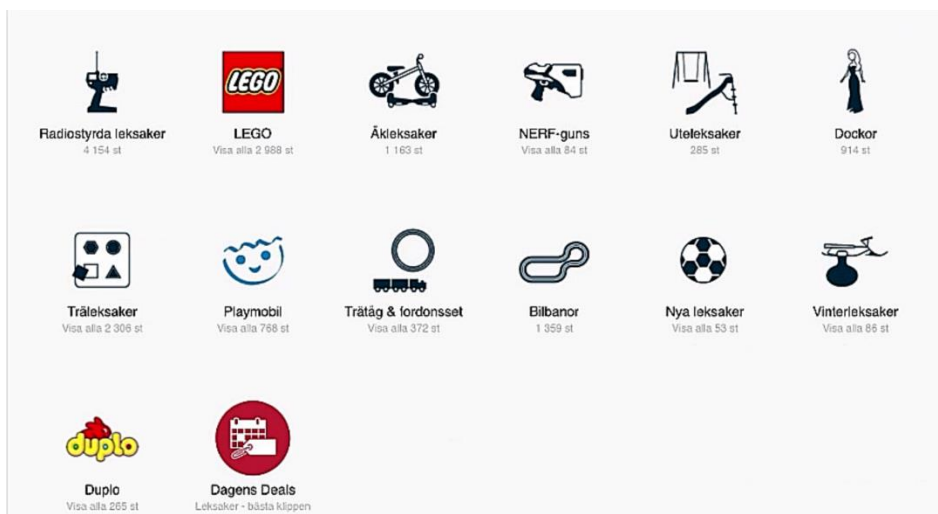 LEGO
Radiostyrda leksaker
4 154 st
LEGO
Visa alla 2 988 st
Åkleksaker
1 163 st
NERF-guns
Visa alla 84 st
Uteleksaker
285 st
Dockor
914 st
Träleksaker
Visa alla 2 306 st
Playmobil
Visa alla 768 st
Trätåg & fordonsset
Visa alla 372 st
Bilbanor
1 359 st
Nya leksaker
Visa alla 53 st
Vinterleksaker
Visa alla 86 st
duplo
Duplo
Visa alla 265 st
Dagens Deals
Leksaker - bästa klippen